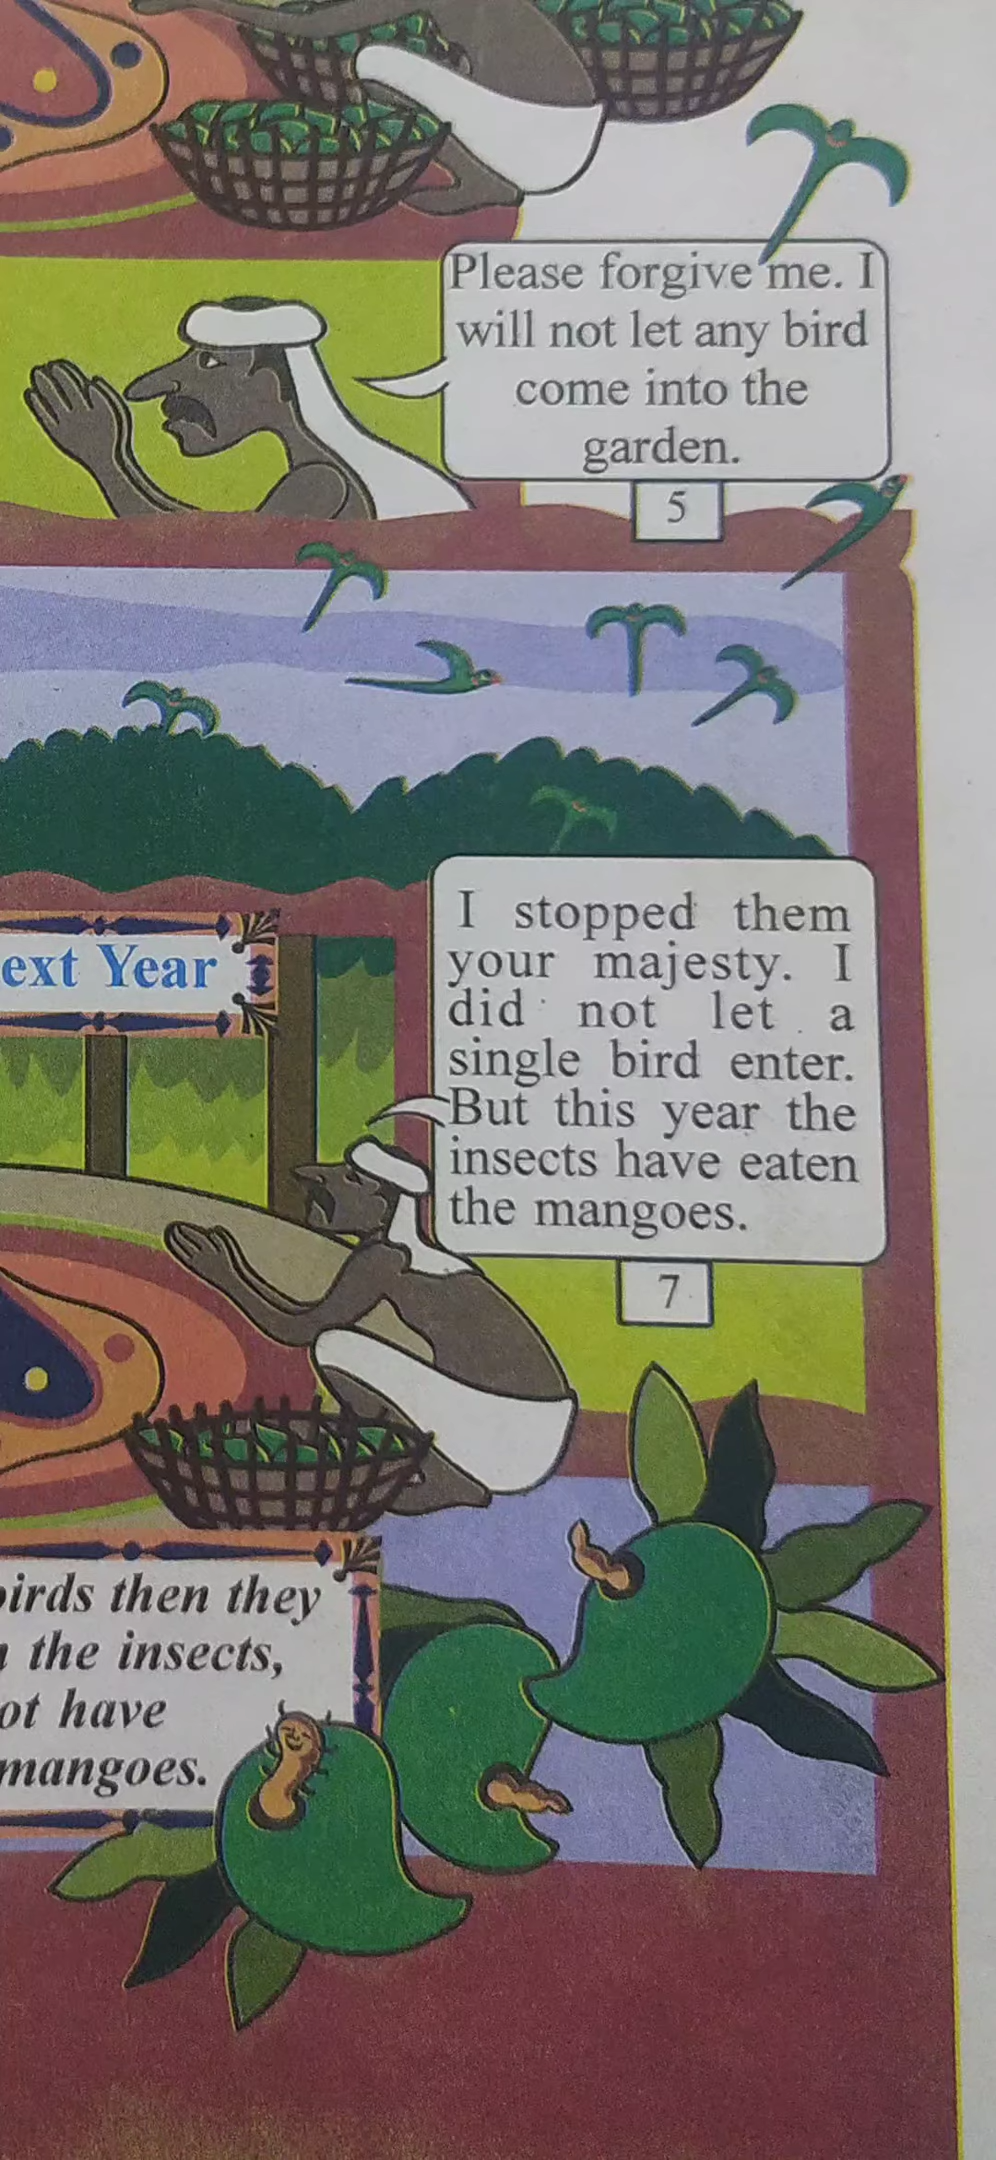 Please forgive me. I
will not let any bird
come into the
garden.
5
ext Year
I stopped them
your majesty. I
did not let a
single bird enter.
But this year the
insects have eaten
the mangoes.
7
irds then they
the insects,
ot have
mangoes.